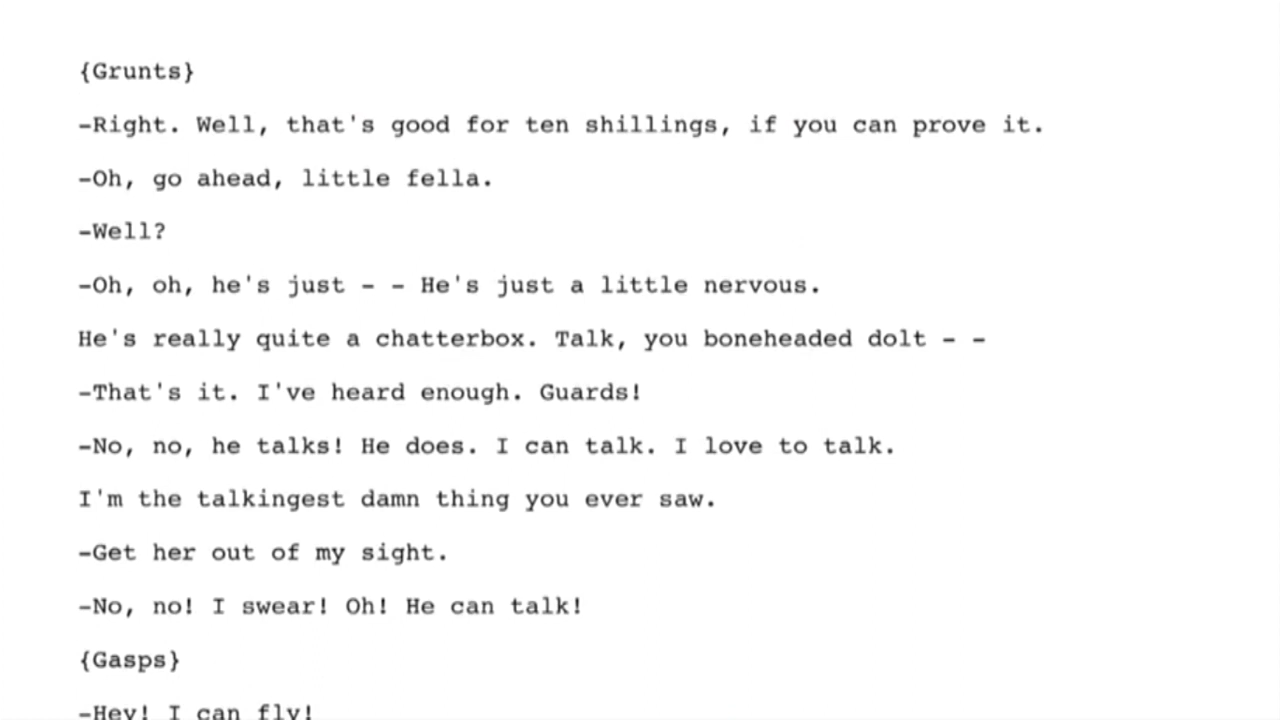 {Grunts}
-Right. Well, that's good for ten shillings, if you can prove it.
-Oh, go ahead, little fella.
-Well?
-Oh, oh, he's just - - He's just a little nervous.
He's really quite a chatterbox. Talk, you boneheaded dolt - -
-That's it. I've heard enough. Guards!
-No, no, he talks! He does. I can talk. I love to talk.
I'm the talkingest damn thing you ever saw.
-Get her out of my sight.
-No, no! I swear! Oh! He can talk!
{Gasps}
-Hey! I can fly!